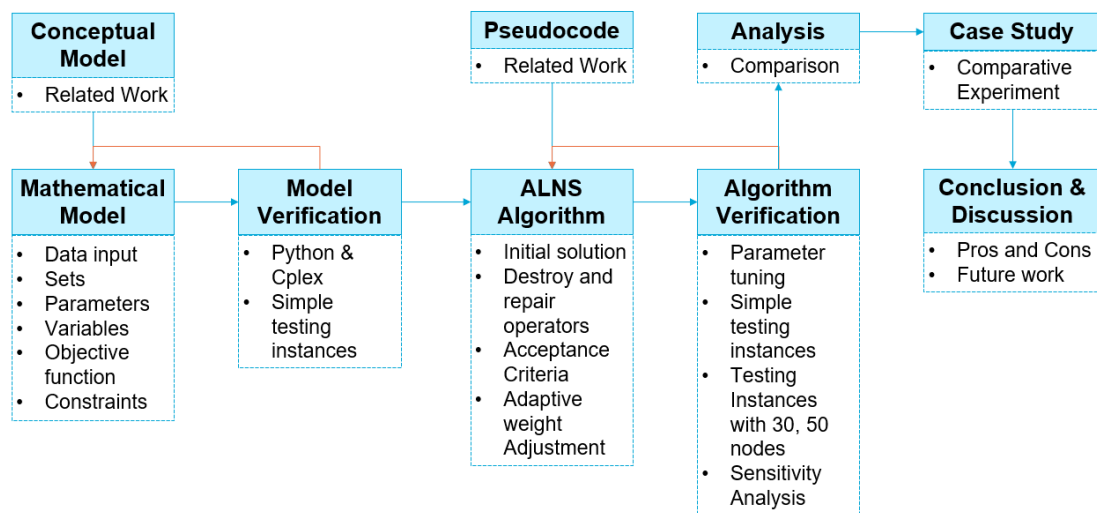 Conceptual
Model
• Related Work
Pseudocode
• Related Work
Analysis
• Comparison
Case Study
• Comparative
Experiment
Mathematical
Model
• Data input
• Sets
• Parameters
• Variables
• Objective
function
• Constraints
Model
Verification
• Python &
Cplex
• Simple
testing
instances
ALNS
Algorithm
• Initial solution
• Destroy and
repair
operators
• Acceptance
Criteria
• Adaptive
weight
Adjustment
Algorithm
Verification
• Parameter
tuning
• Simple
testing
instances
• Testing
Instances
with 30, 50
nodes
• Sensitivity
Analysis
Conclusion &
Discussion
• Pros and Cons
• Future work